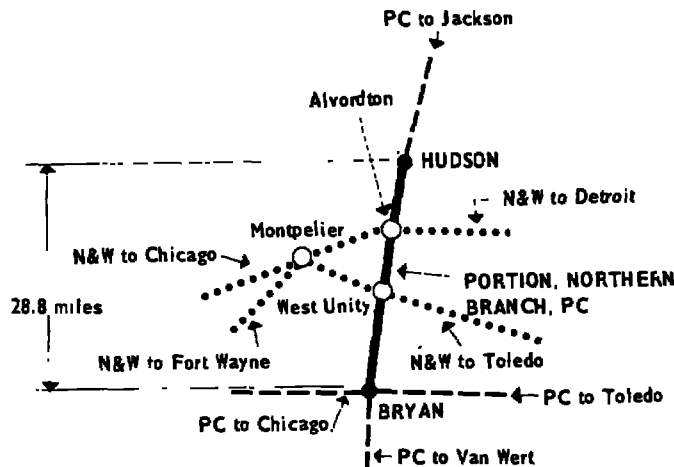 PC to Jackson
Alvordton
HUDSON
N&W to Detroit
Montpelier
N&W to Chicago
PORTION, NORTHERN
BRANCH, PC
28.8 miles
West Unity
N&W to Fort Wayne
N&W to Toledo
PC to Toledo
PC to Chicago
BRYAN
PC to Van Wert